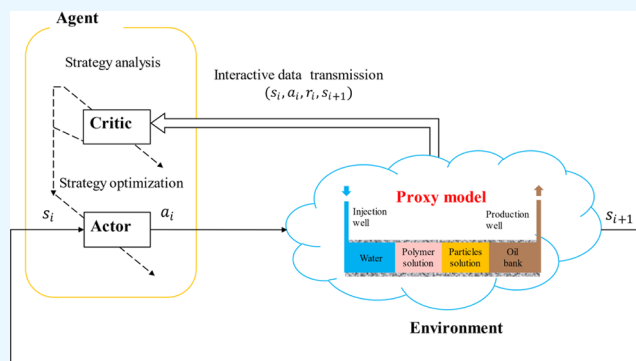 Agent
Strategy analysis
Interactive data transmission
(s_i, a_i, r_i, s_{i+1})
Critic
Strategy optimization
s_i
Actor
a_i
Proxy model
Injection
well
Production
well
Water
Polymer
solution
Particles
solution
Oil
bank
s_{i+1}
Environment